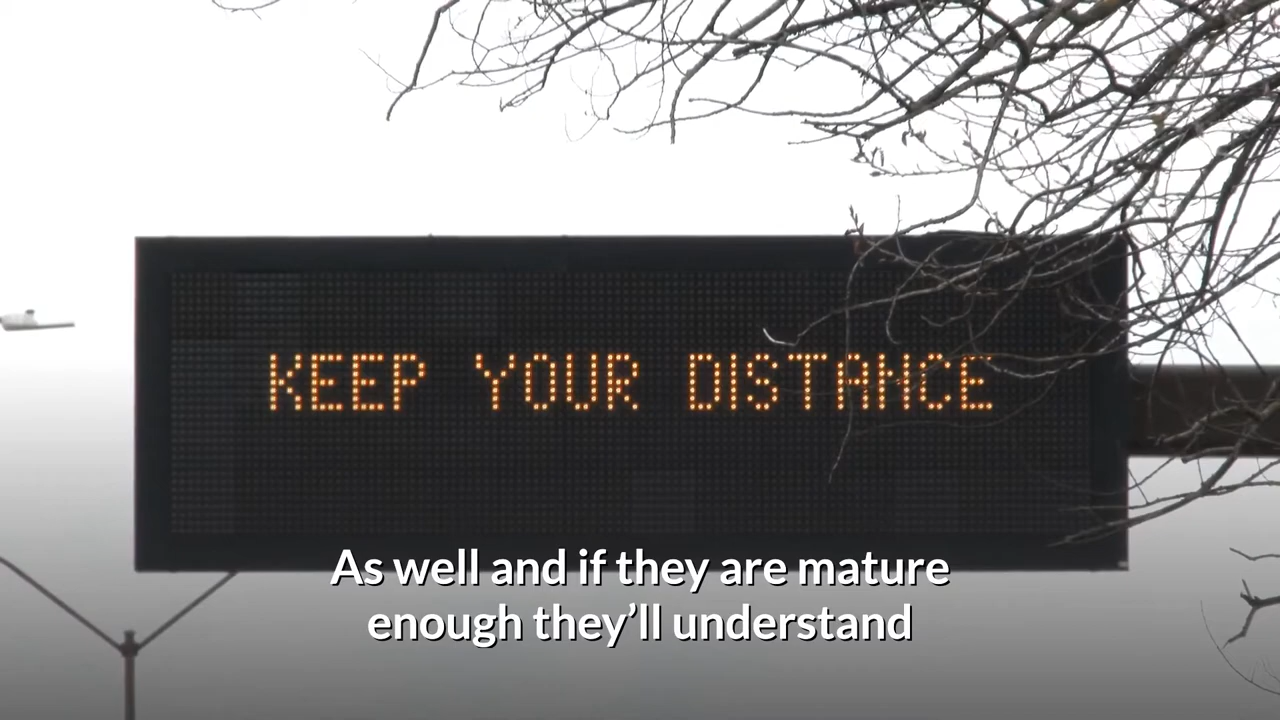 KEEP YOUR DISTANCE
As well and if they are mature
enough they’ll understand